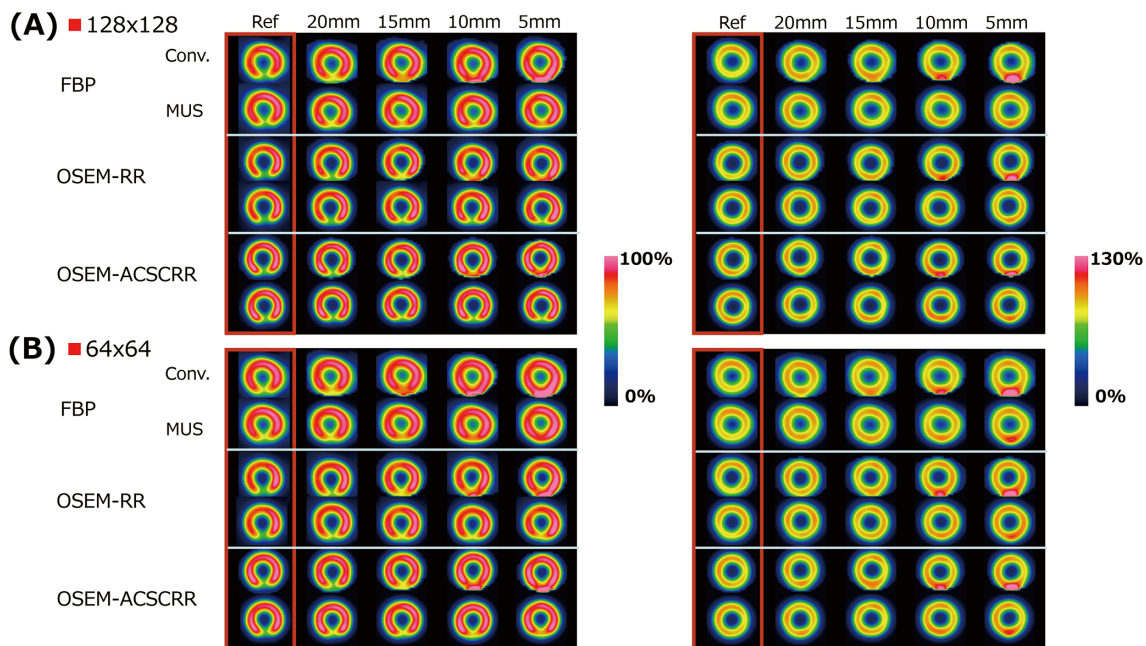 (A) 128x128
Ref 20mm 15mm 10mm 5mm
Ref 20mm 15mm 10mm 5mm
Conv.
FBP
MUS
OSEM-RR
OSEM-ACSCRR
100%
0%
130%
0%
(B) 64x64
Conv.
FBP
MUS
OSEM-RR
OSEM-ACSCRR